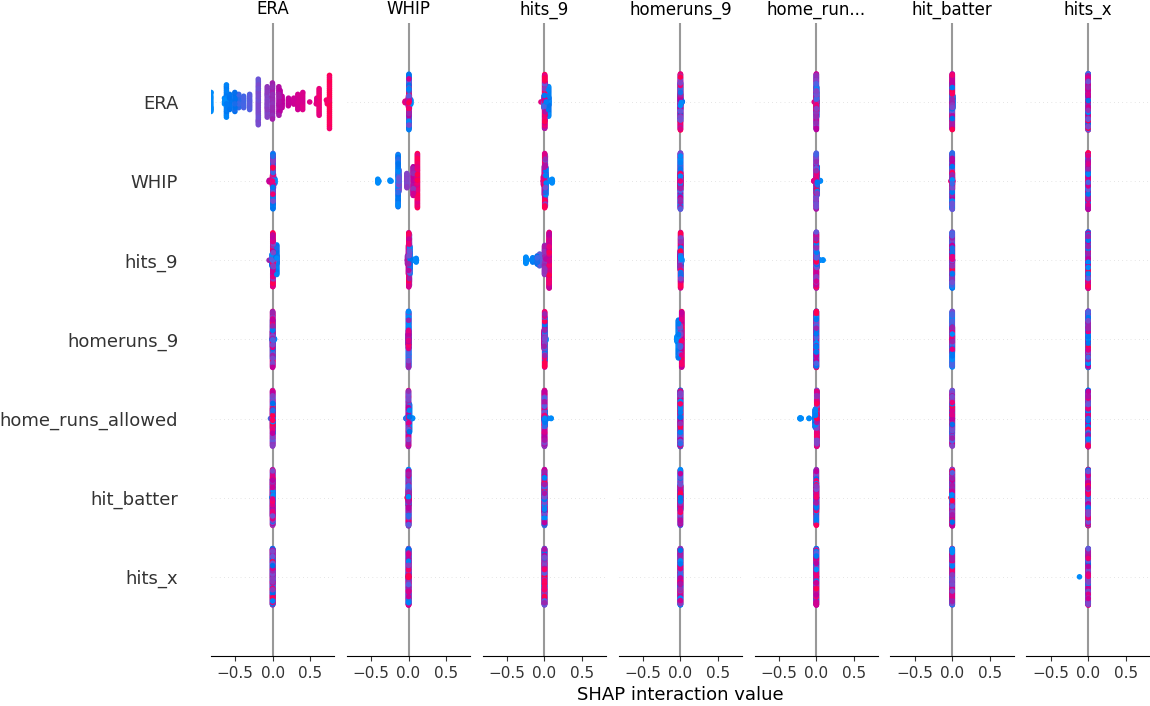 ERA WHIP hits_9 homeruns_9 home_run... hit_batter hits_x
ERA
WHIP
hits_9
homeruns_9
home_runs_allowed
hit_batter
hits_x
−0.5 0.0 0.5 −0.5 0.0 0.5 −0.5 0.0 0.5 −0.5 0.0 0.5 −0.5 0.0 0.5 −0.5 0.0 0.5 −0.5 0.0 0.5
SHAP interaction value